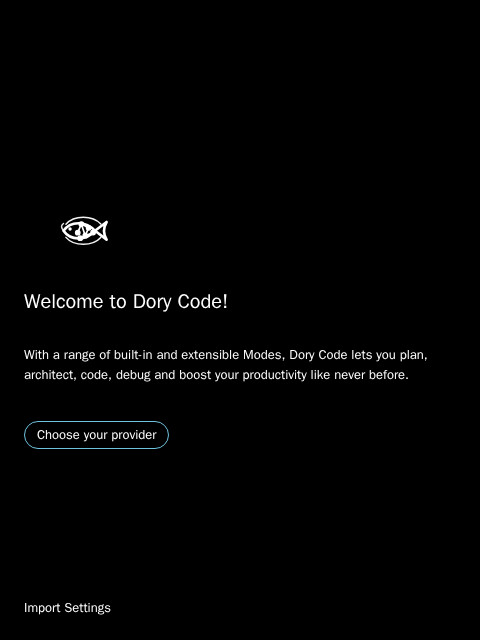 Welcome to Dory Code!
With a range of built-in and extensible Modes, Dory Code lets you plan,
architect, code, debug and boost your productivity like never before.
Choose your provider
Import Settings